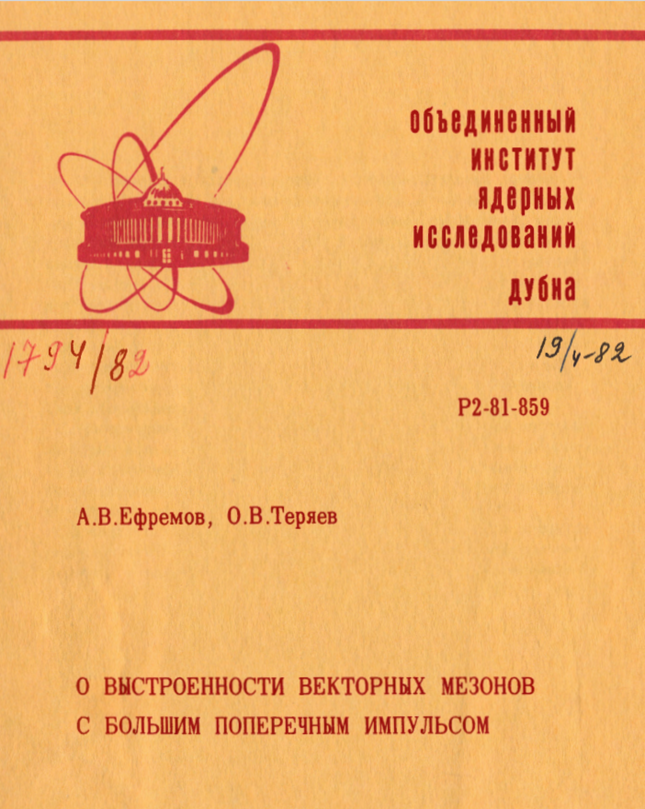 объединенный
институт
ядерных
исследований
дубна
1794/82
19/4-82
P2-81-859
А.В.Ефремов, О.В.Теряев
О ВЫСТРОЕННОСТИ ВЕКТОРНЫХ МЕЗОНОВ
С БОЛЬШИМ ПОПЕРЕЧНЫМ ИМПУЛЬСОМ